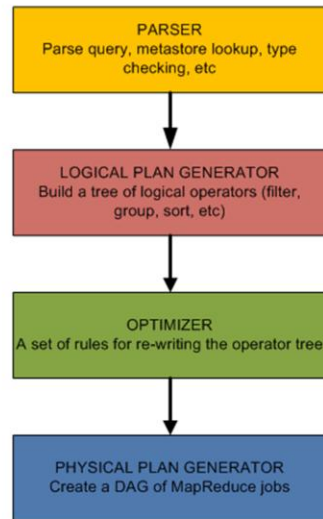 PARSER
Parse query, metastore lookup, type
checking, etc
LOGICAL PLAN GENERATOR
Build a tree of logical operators (filter,
group, sort, etc)
OPTIMIZER
A set of rules for re-writing the operator tree
PHYSICAL PLAN GENERATOR
Create a DAG of MapReduce jobs